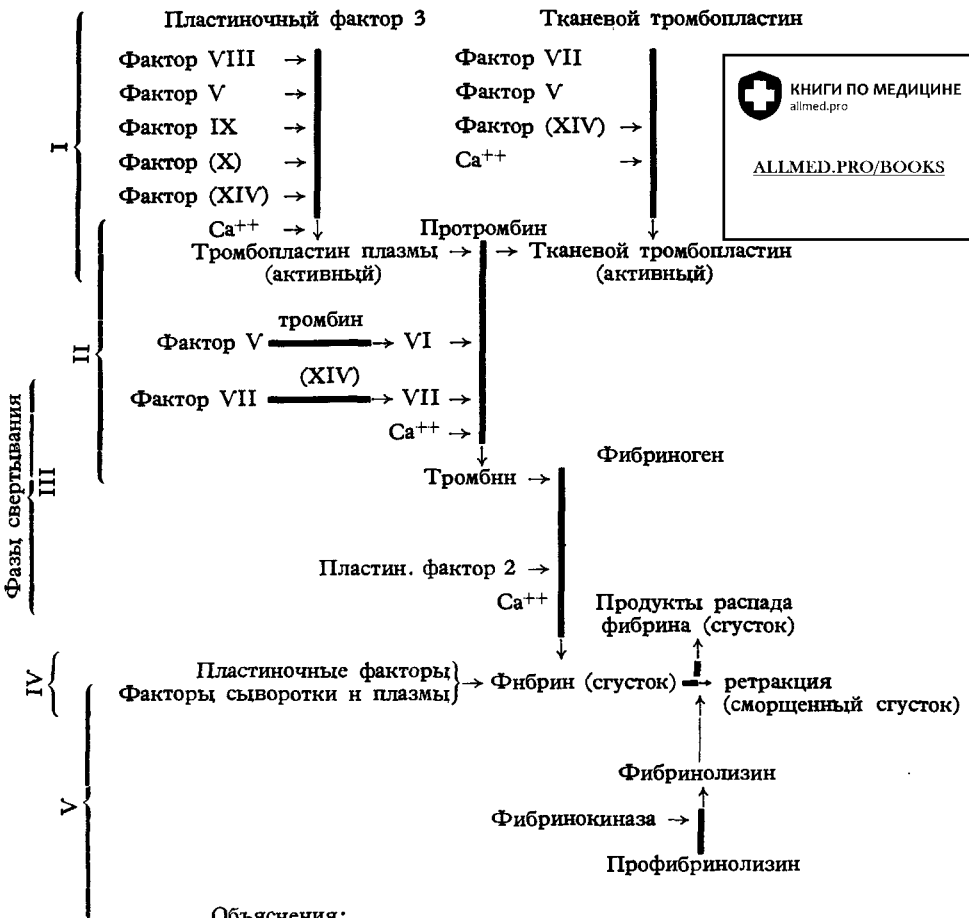 Пластиночный фактор 3
Тканевой тромбопластин
Фактор VIII →
Фактор V →
Фактор IX →
Фактор (X) →
Фактор (XIV) →
Ca++ →
Фактор VII
Фактор V
Фактор (XIV) →
Ca++ →
КНИГИ ПО МЕДИЦИНЕ
allmed.pro
ALLMED.PRO/BOOKS
I
Протромбин
Тромбопластин плазмы → → Тканевой тромбопластин
(активный) (активный)
II
тромбин
Фактор V → VI →
(XIV)
Фактор VII → VII →
Ca++ →
Фазы свертывания
III
Фибриноген
Тромбнн →
Пластин. фактор 2 →
Ca++
Продукты распада
фибрина (сгусток)
IV
Пластиночные факторы
Факторы сыворотки н плазмы} → Фнбрин (сгусток) → ретракция
(сморщенный сгусток)
V
Фибринолизин
Фибринокиназа →
Профибринолизин
Объяснения: